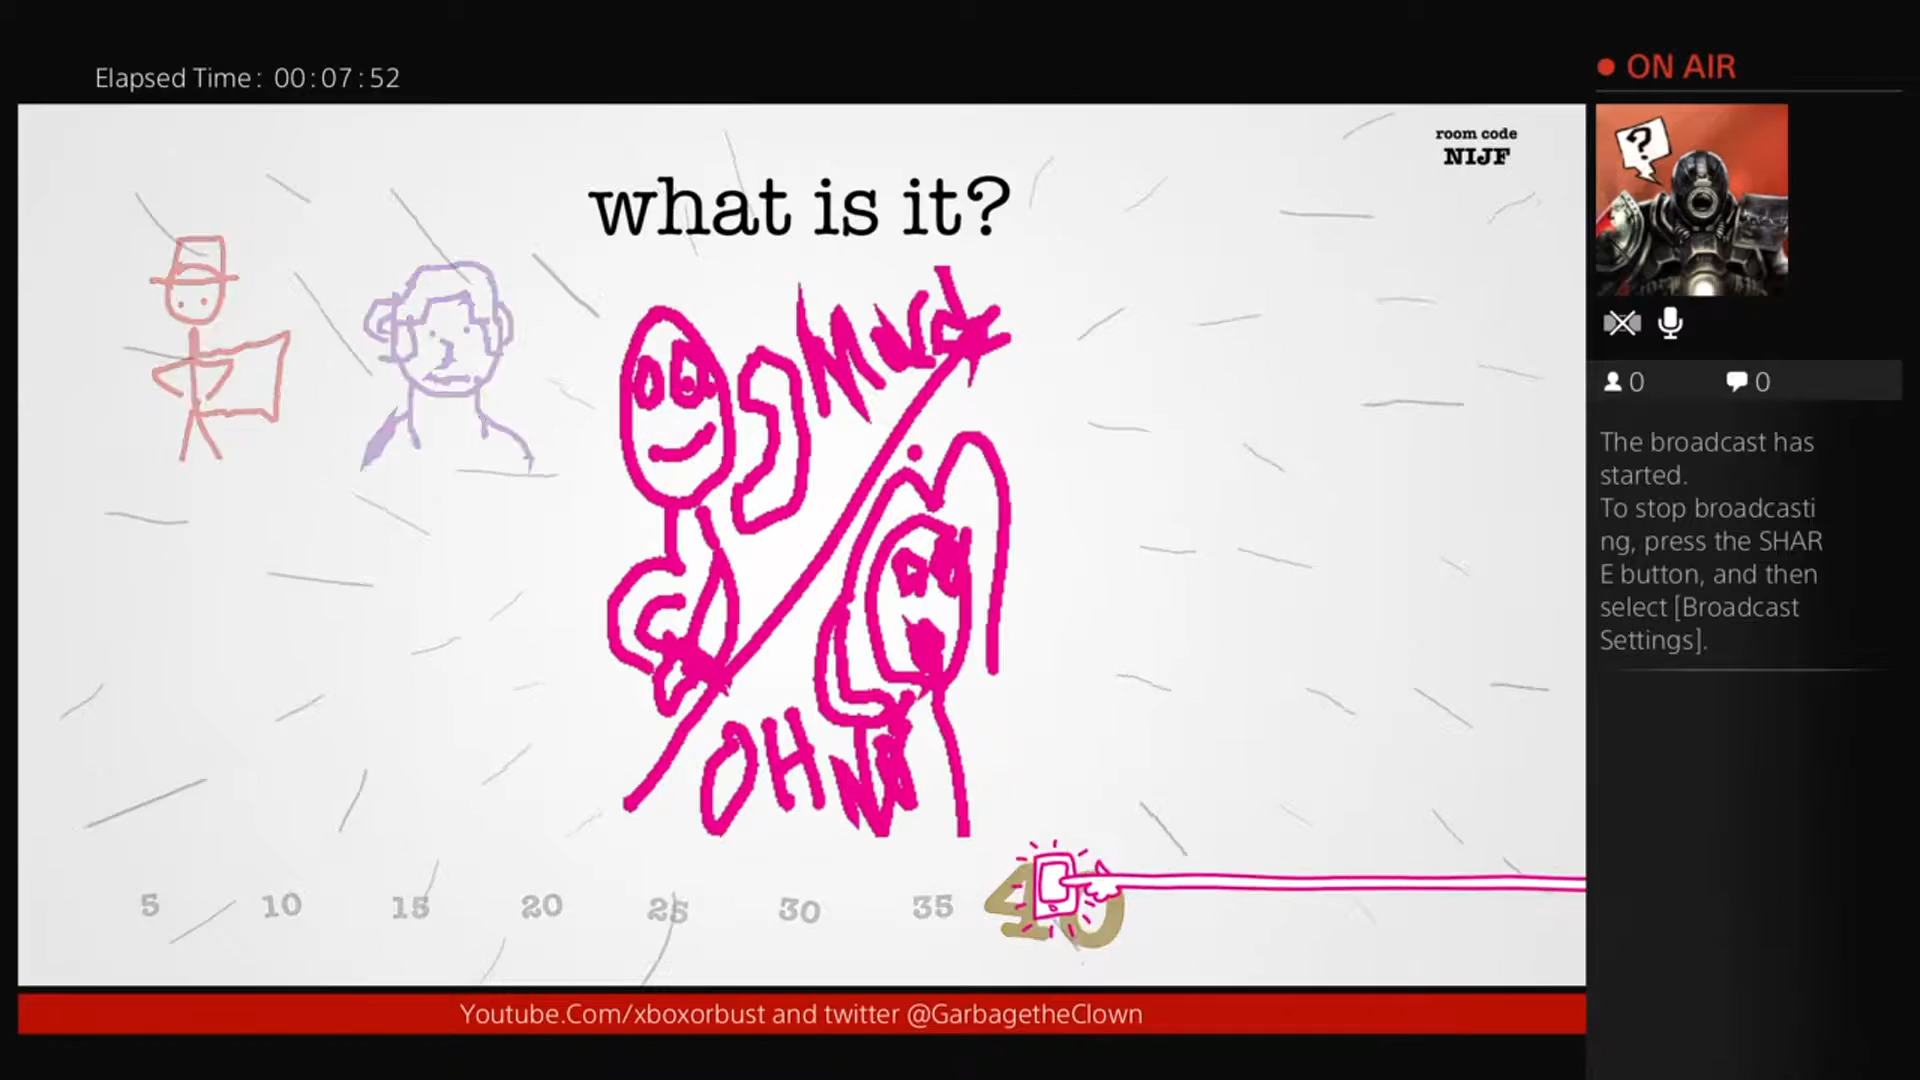 Elapsed Time: 00:07:52
ON AIR
room code
NIJF
what is it?
?
0 0
The broadcast has
started.
To stop broadcasti
ng, press the SHAR
E button, and then
select [Broadcast
Settings].
OH NO
5 10 15 20 25 30 35 40
Youtube.Com/xboxorbust and twitter @GarbagetheClown